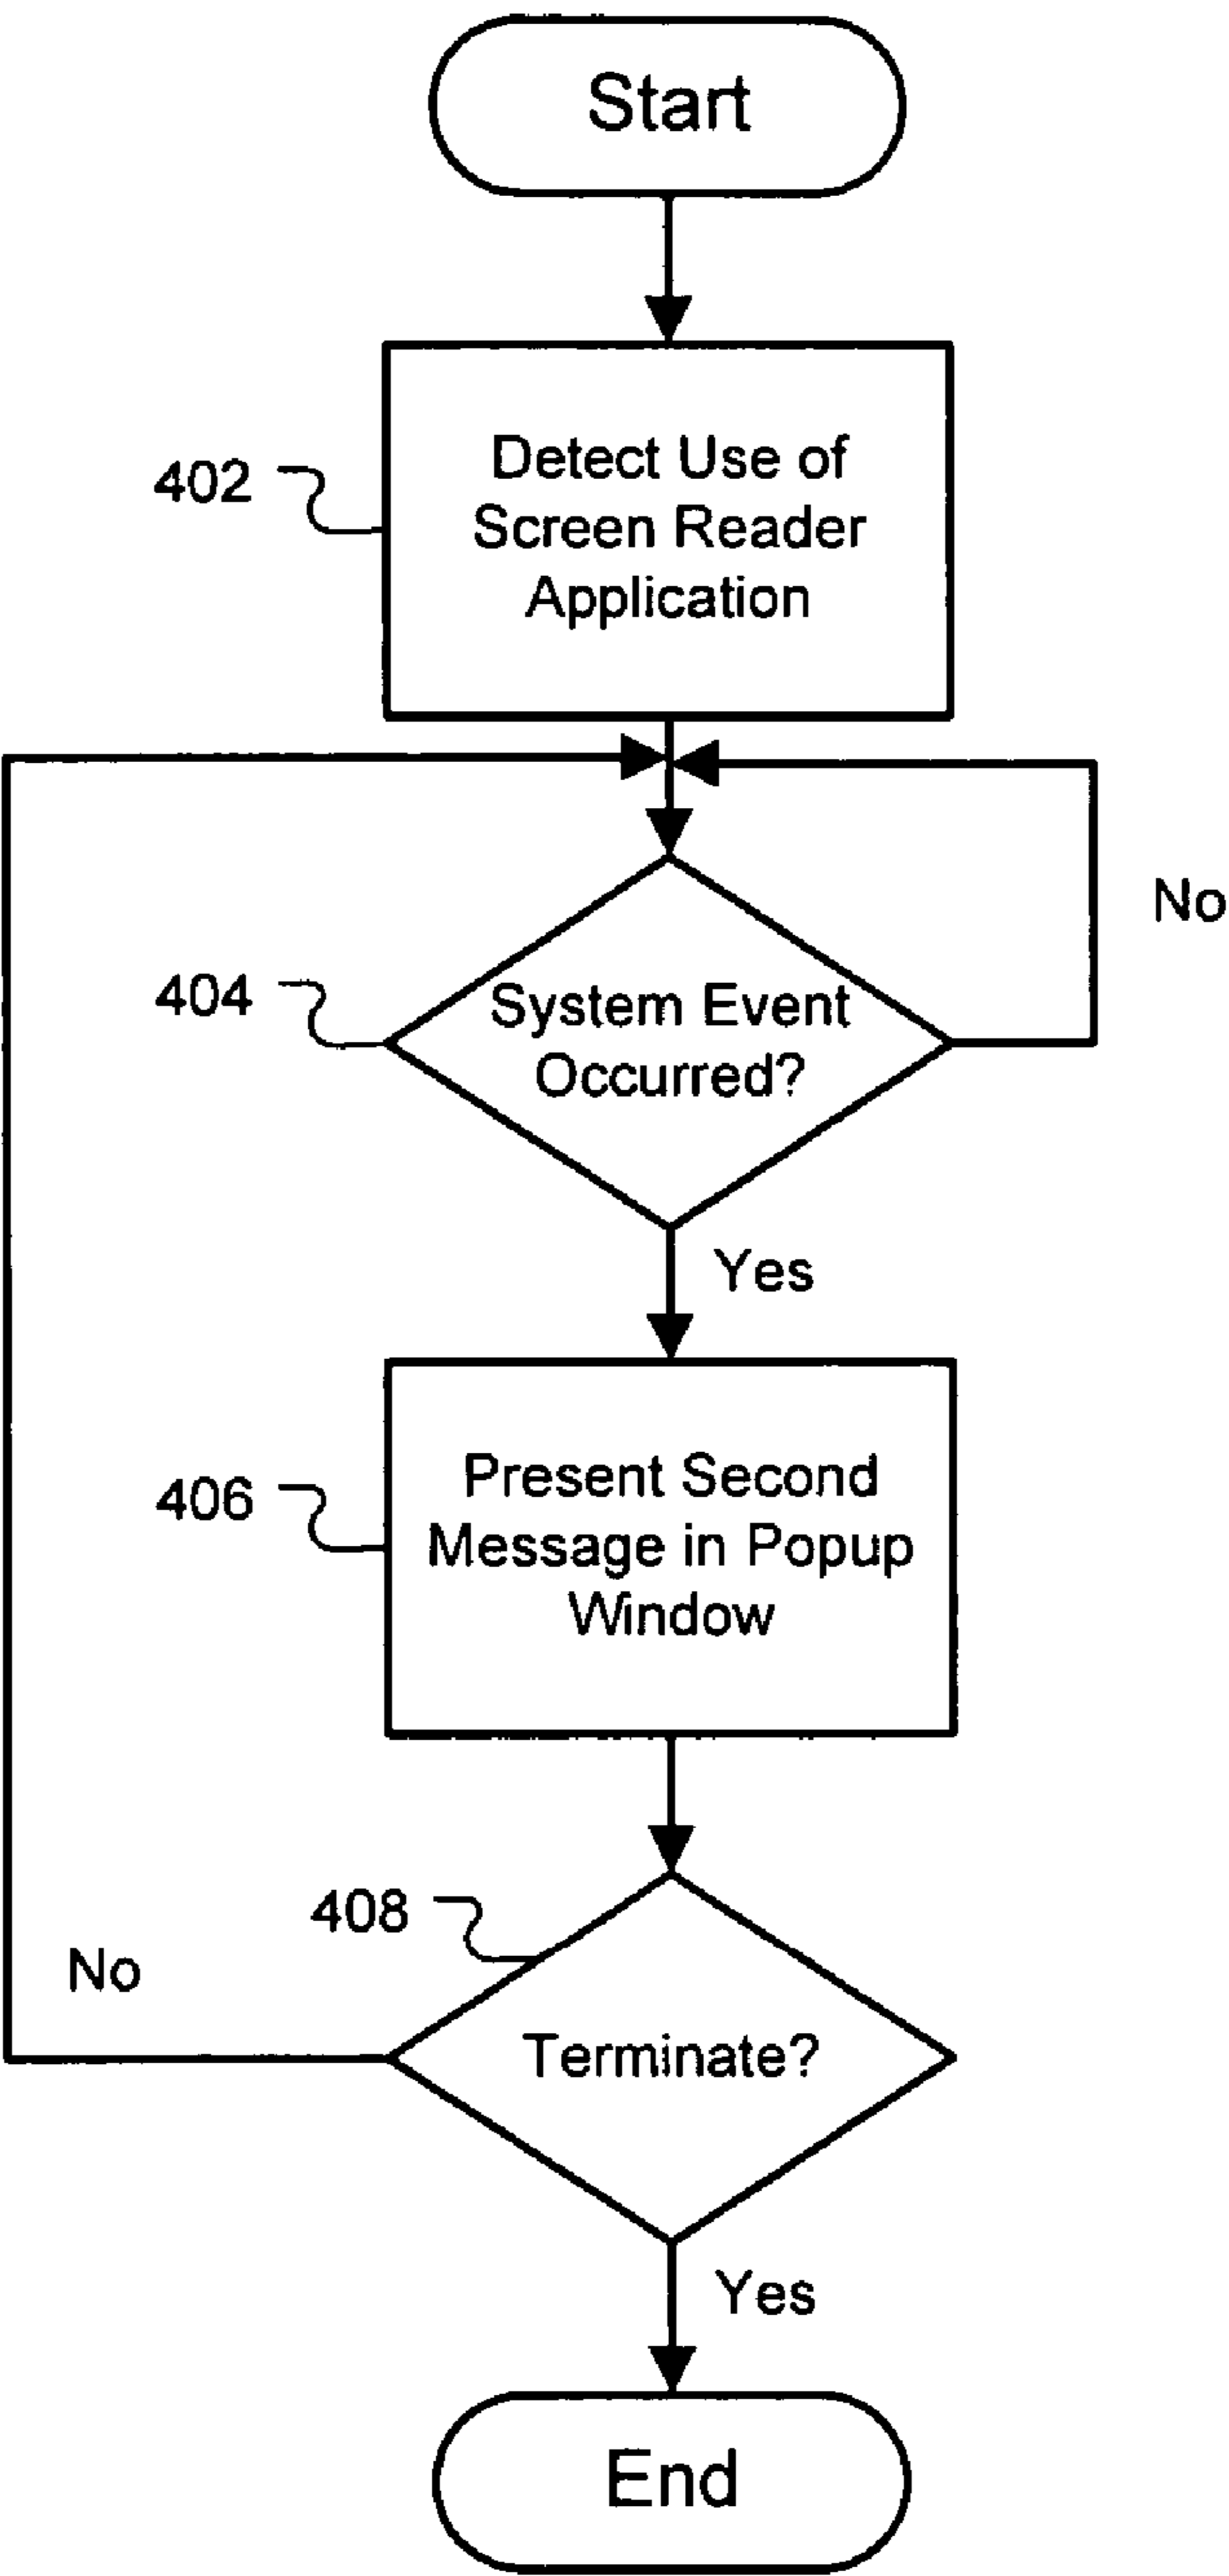 Start
402
Detect Use of
Screen Reader
Application
No
404
System Event
Occurred?
Yes
406
Present Second
Message in Popup
Window
408
No
Terminate?
Yes
End